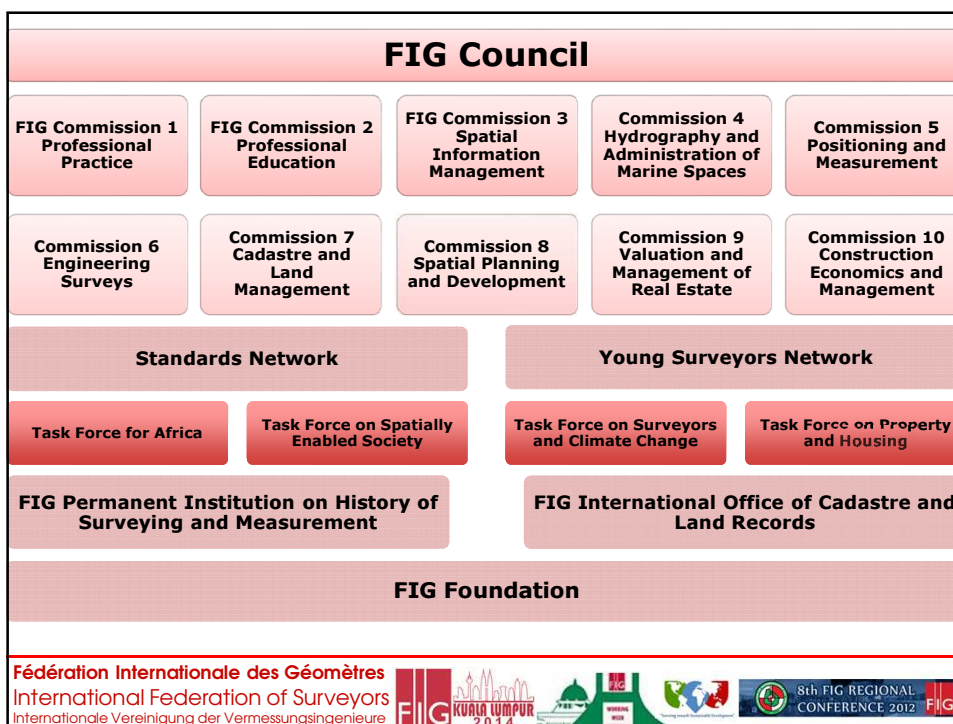 FIG Council
FIG Commission 1
Professional
Practice
FIG Commission 2
Professional
Education
FIG Commission 3
Spatial
Information
Management
Commission 4
Hydrography and
Administration of
Marine Spaces
Commission 5
Positioning and
Measurement
Commission 6
Engineering
Surveys
Commission 7
Cadastre and
Land
Management
Commission 8
Spatial Planning
and Development
Commission 9
Valuation and
Management of
Real Estate
Commission 10
Construction
Economics and
Management
Standards Network
Young Surveyors Network
Task Force for Africa
Task Force on Spatially
Enabled Society
Task Force on Surveyors
and Climate Change
Task Force on Property
and Housing
FIG Permanent Institution on History of
Surveying and Measurement
FIG International Office of Cadastre and
Land Records
FIG Foundation
Fédération Internationale des Géomètres
International Federation of Surveyors
Internationale Vereinigung der Vermessungsingenieure
FIG
KUALA LUMPUR
2014
FIG
WORKING
WEEK
8th FIG REGIONAL
CONFERENCE 2012
FIG